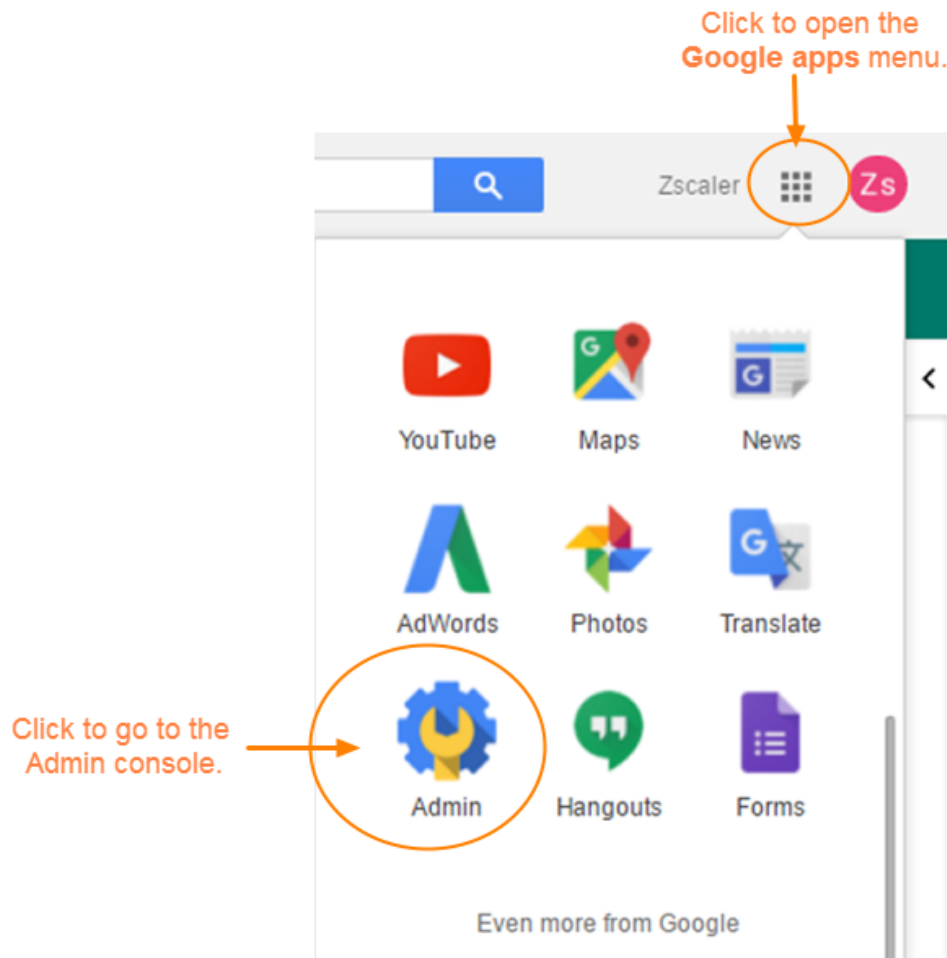 Click to open the
Google apps menu.
Zscaler
Zs
YouTube
Maps
News
AdWords
Photos
Translate
Click to go to the
Admin console.
Admin
Hangouts
Forms
Even more from Google